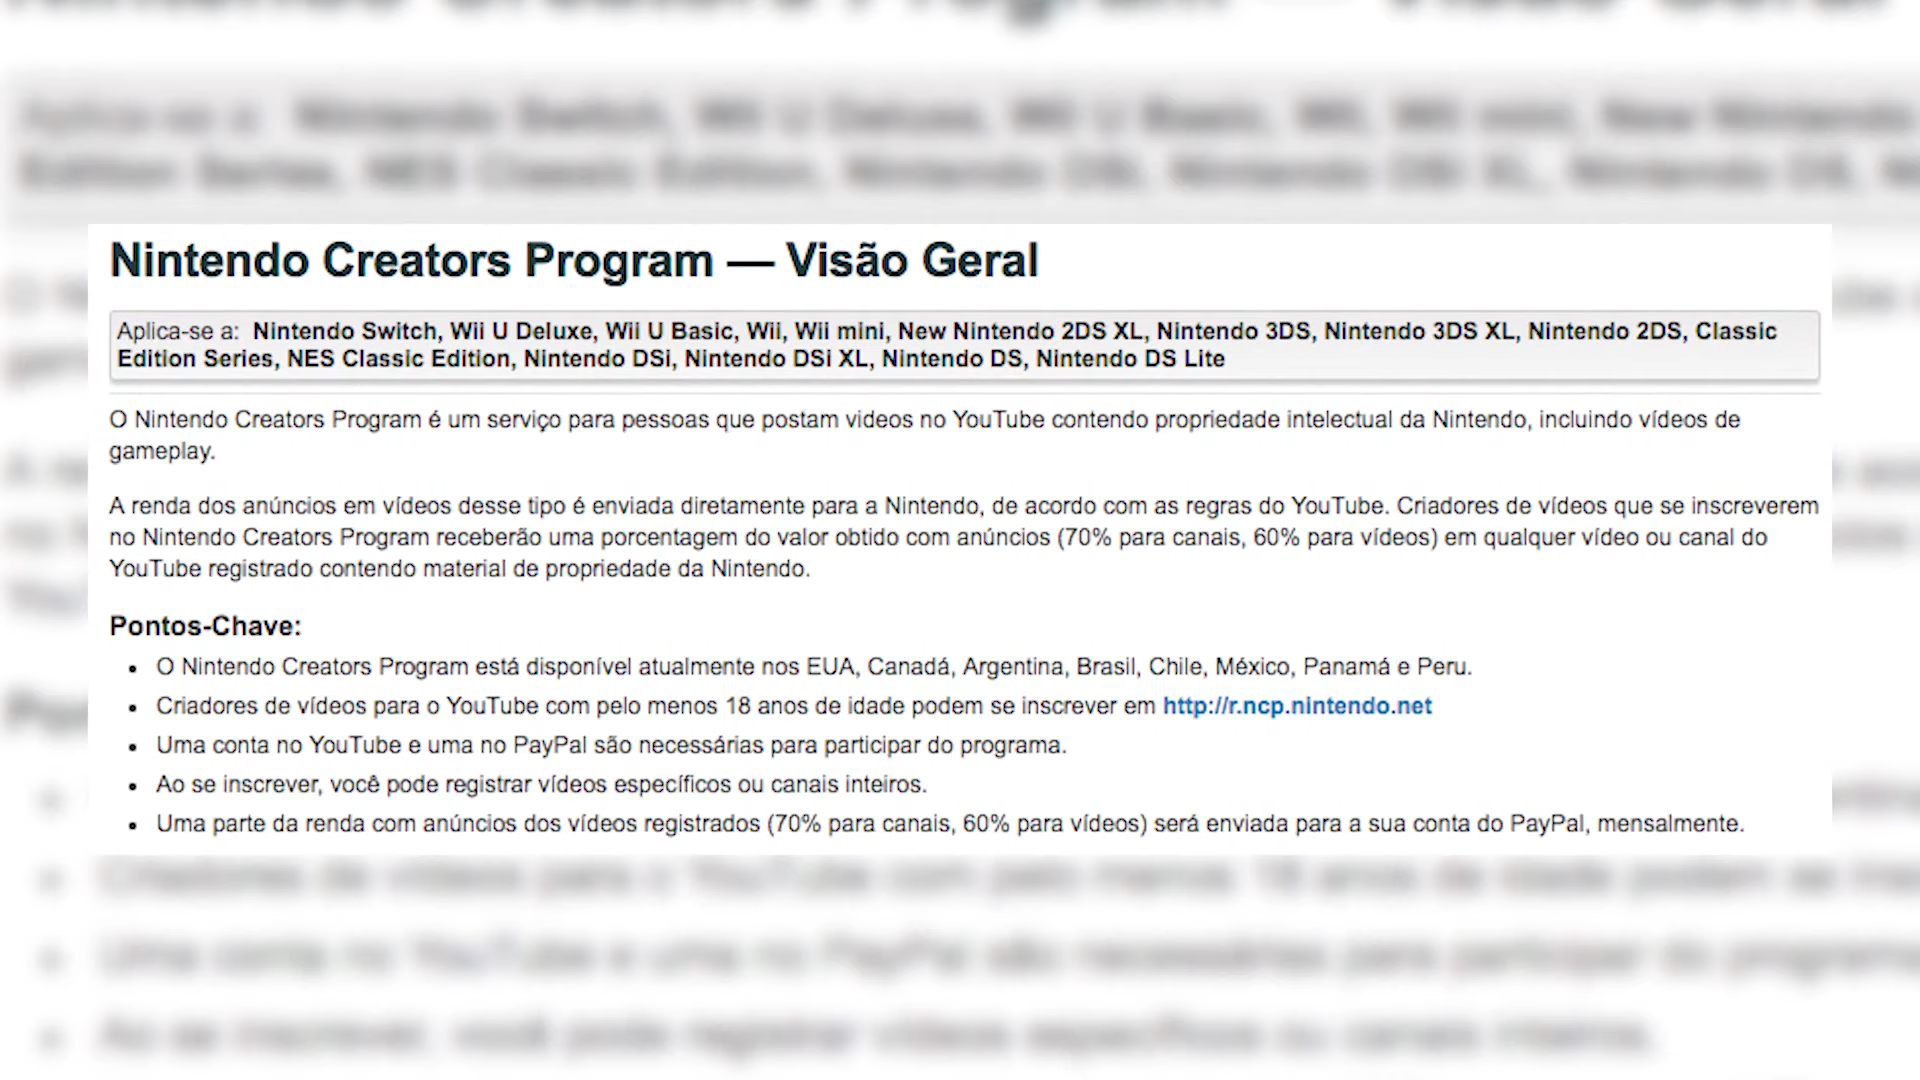 Nintendo Creators Program — Visão Geral
Aplica-se a: Nintendo Switch, Wii U Deluxe, Wii U Basic, Wii, Wii mini, New Nintendo 2DS XL, Nintendo 3DS, Nintendo 3DS XL, Nintendo 2DS, Classic
Edition Series, NES Classic Edition, Nintendo DSi, Nintendo DSi XL, Nintendo DS, Nintendo DS Lite
O Nintendo Creators Program é um serviço para pessoas que postam videos no YouTube contendo propriedade intelectual da Nintendo, incluindo vídeos de
gameplay.
A renda dos anúncios em vídeos desse tipo é enviada diretamente para a Nintendo, de acordo com as regras do YouTube. Criadores de vídeos que se inscreverem
no Nintendo Creators Program receberão uma porcentagem do valor obtido com anúncios (70% para canais, 60% para vídeos) em qualquer vídeo ou canal do
YouTube registrado contendo material de propriedade da Nintendo.
Pontos-Chave:
• O Nintendo Creators Program está disponível atualmente nos EUA, Canadá, Argentina, Brasil, Chile, México, Panamá e Peru.
• Criadores de vídeos para o YouTube com pelo menos 18 anos de idade podem se inscrever em http://r.ncp.nintendo.net
• Uma conta no YouTube e uma no PayPal são necessárias para participar do programa.
• Ao se inscrever, você pode registrar vídeos específicos ou canais inteiros.
• Uma parte da renda com anúncios dos vídeos registrados (70% para canais, 60% para vídeos) será enviada para a sua conta do PayPal, mensalmente.